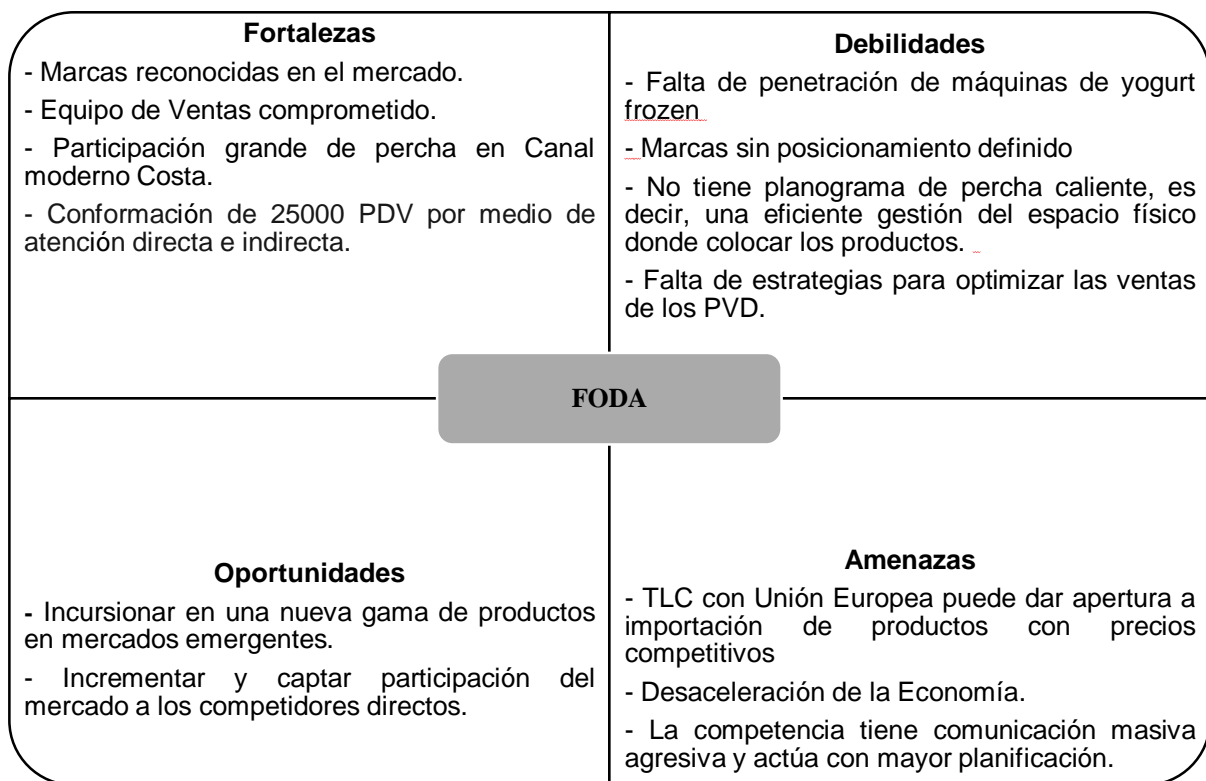 Fortalezas
- Marcas reconocidas en el mercado.
- Equipo de Ventas comprometido.
- Participación grande de percha en Canal
moderno Costa.
- Conformación de 25000 PDV por medio de
atención directa e indirecta.
Debilidades
- Falta de penetración de máquinas de yogurt
frozen
- Marcas sin posicionamiento definido
- No tiene planograma de percha caliente, es
decir, una eficiente gestión del espacio físico
donde colocar los productos.
- Falta de estrategias para optimizar las ventas
de los PVD.
FODA
Oportunidades
- Incursionar en una nueva gama de productos
en mercados emergentes.
- Incrementar y captar participación del
mercado a los competidores directos.
Amenazas
- TLC con Unión Europea puede dar apertura a
importación de productos con precios
competitivos
- Desaceleración de la Economía.
- La competencia tiene comunicación masiva
agresiva y actúa con mayor planificación.